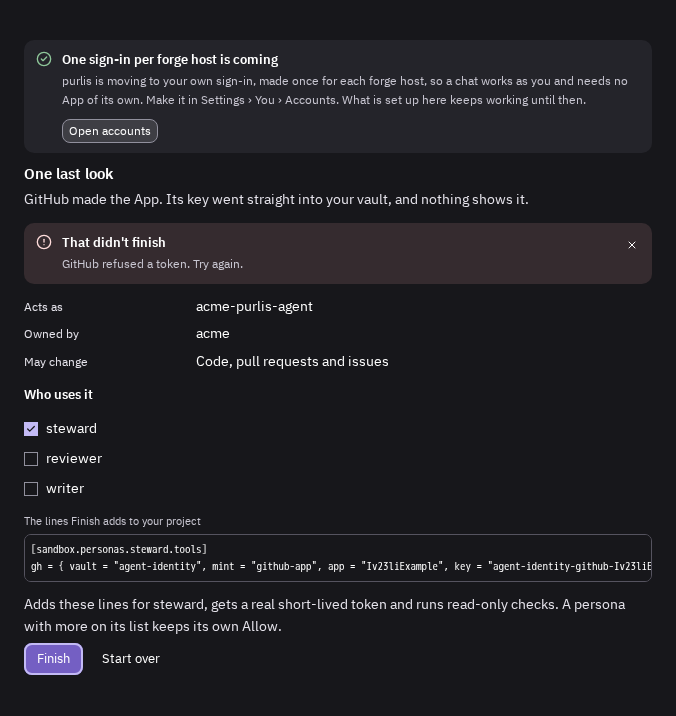 One sign-in per forge host is coming
purlis is moving to your own sign-in, made once for each forge host, so a chat works as you and needs no
App of its own. Make it in Settings › You › Accounts. What is set up here keeps working until then.
Open accounts
One last look
GitHub made the App. Its key went straight into your vault, and nothing shows it.
That didn't finish
GitHub refused a token. Try again.
Acts as acme-purlis-agent
Owned by acme
May change Code, pull requests and issues
Who uses it
steward
reviewer
writer
The lines Finish adds to your project
[sandbox.personas.steward.tools]
gh = { vault = "agent-identity", mint = "github-app", app = "Iv23liExample", key = "agent-identity-github-Iv23liE
Adds these lines for steward, gets a real short-lived token and runs read-only checks. A persona
with more on its list keeps its own Allow.
Finish Start over